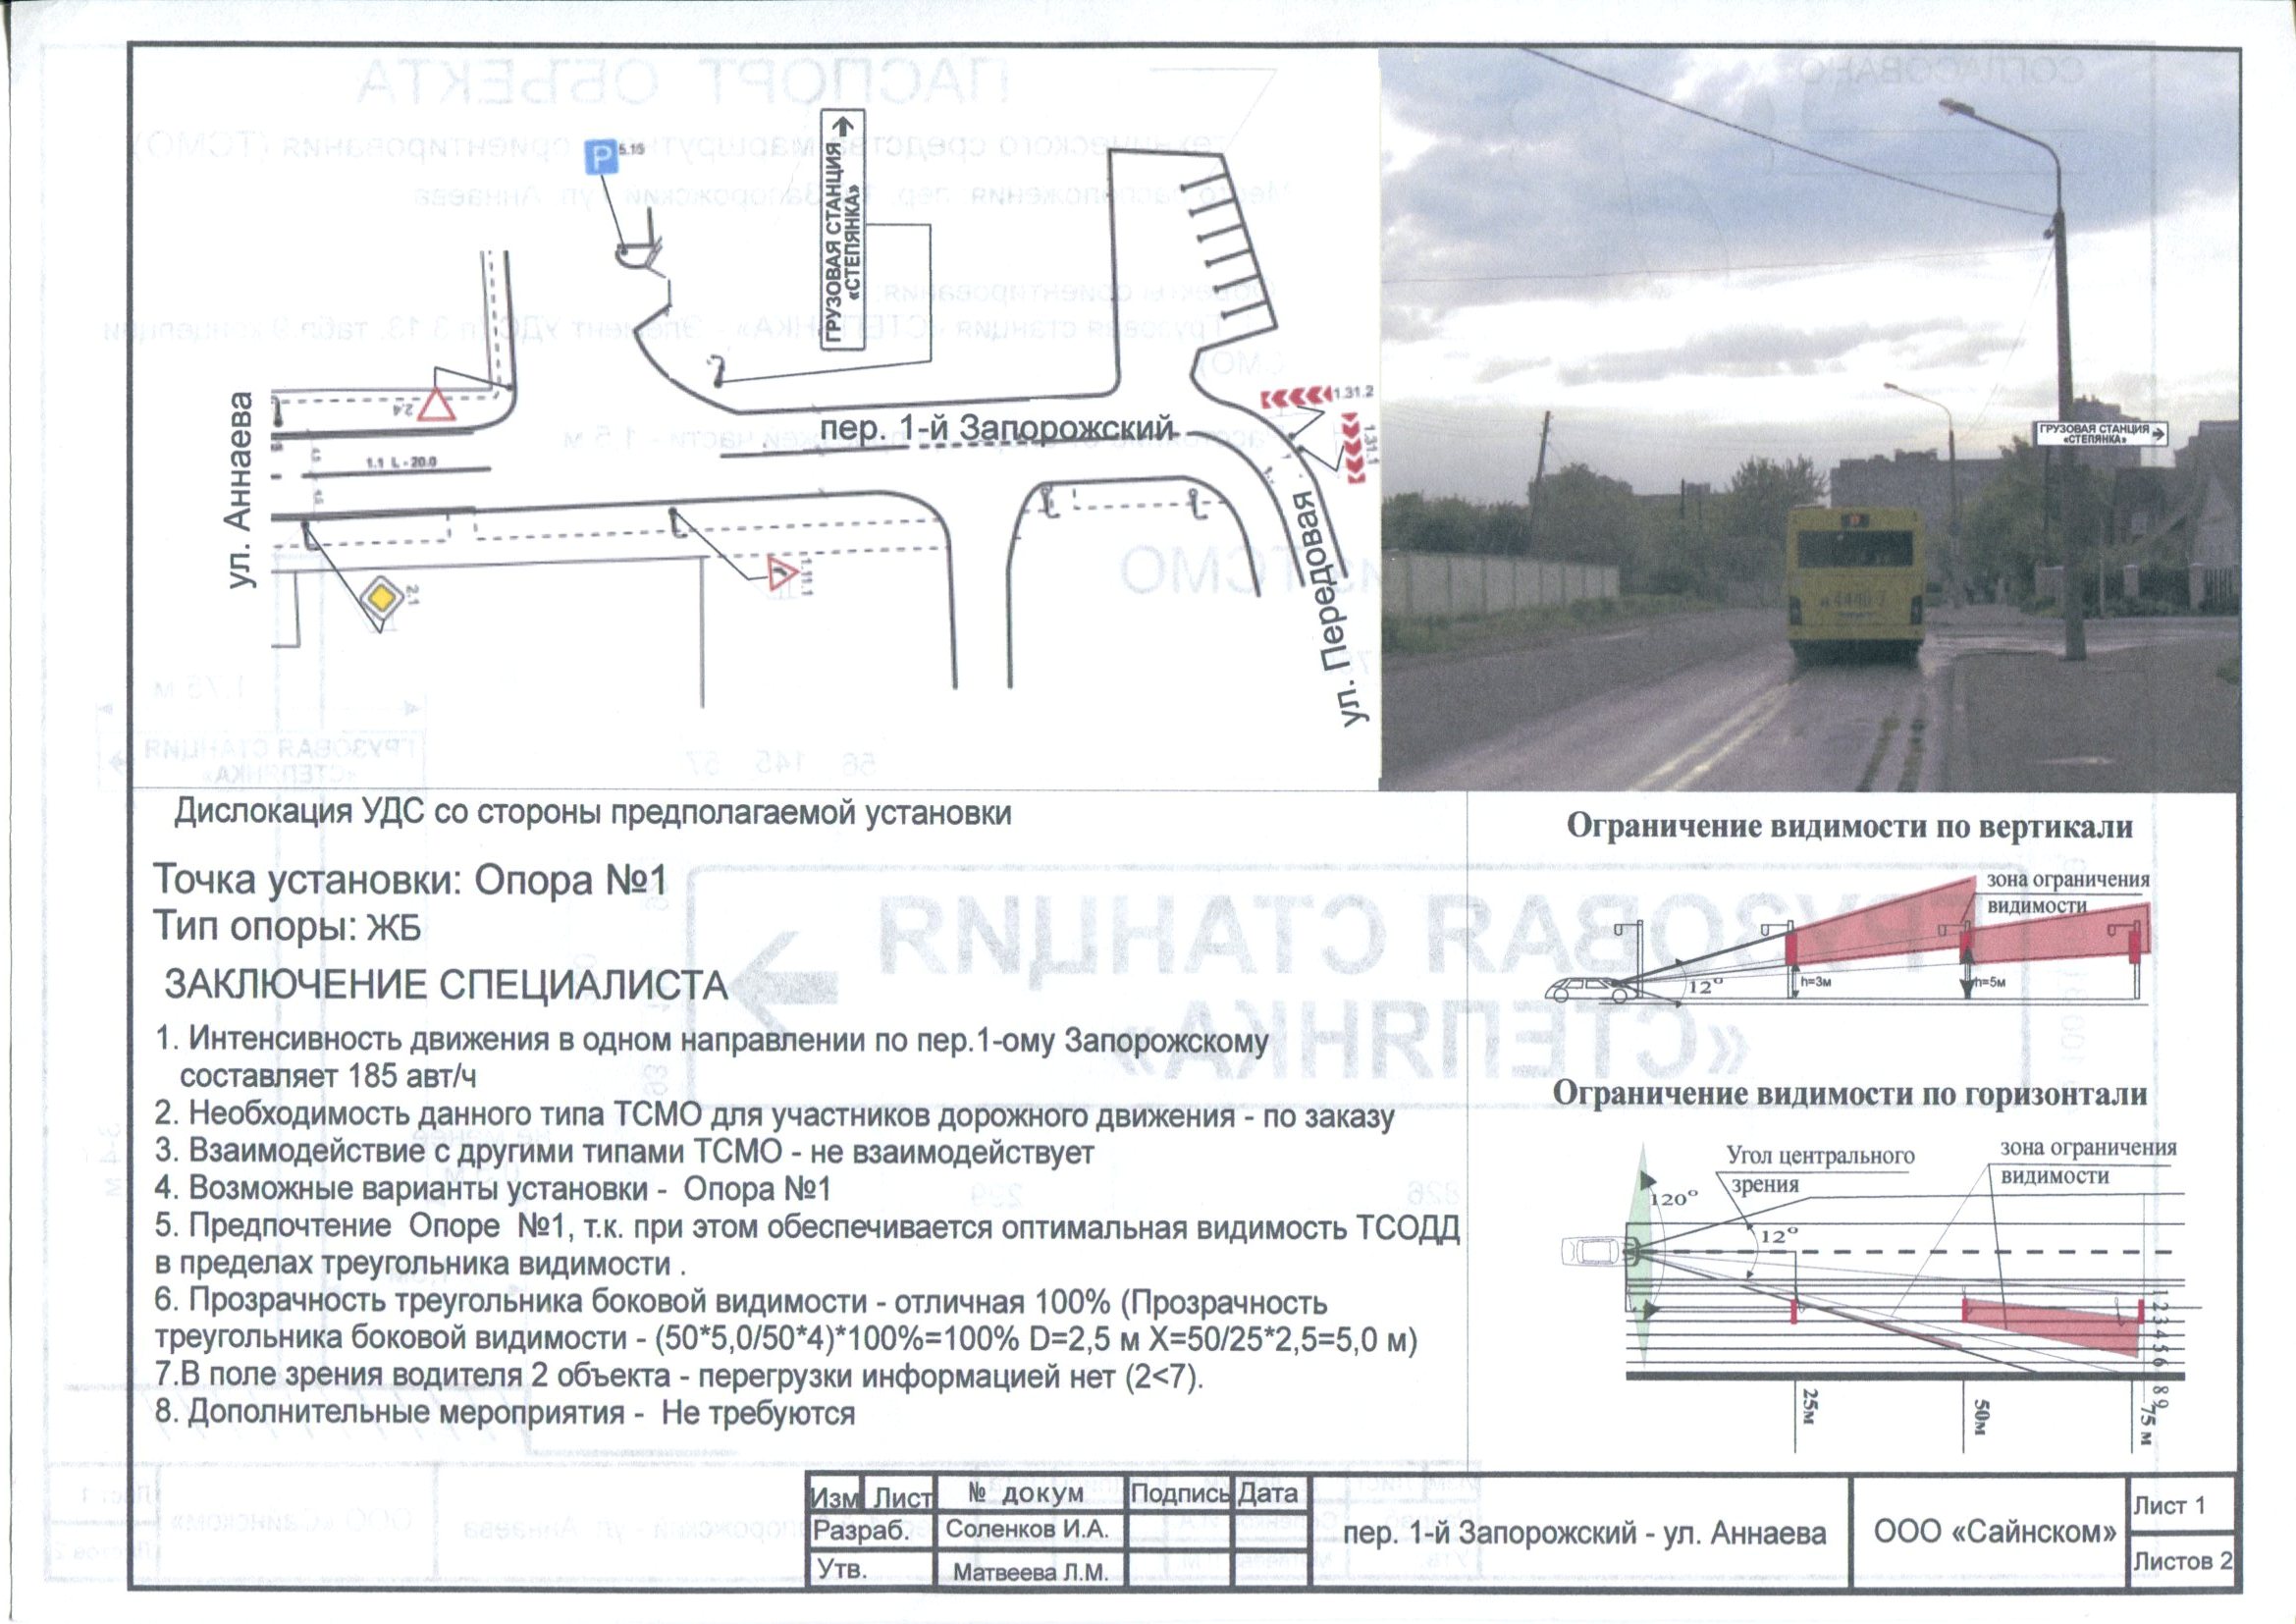 5.15
ГРУЗОВАЯ СТАНЦИЯ
«СТЕПЯНКА»
ул. Аннаева
2.4
1.1 L - 20.0
4,5
4,5
пер. 1-й Запорожский
1.31.2
1.31.1
ул. Передовая
2.1
1.11.1
ГРУЗОВАЯ СТАНЦИЯ
«СТЕПЯНКА»
Дислокация УДС со стороны предполагаемой установки
Точка установки: Опора №1
Тип опоры: ЖБ
ЗАКЛЮЧЕНИЕ СПЕЦИАЛИСТА
1. Интенсивность движения в одном направлении по пер.1-ому Запорожскому
составляет 185 авт/ч
2. Необходимость данного типа ТСМО для участников дорожного движения - по заказу
3. Взаимодействие с другими типами ТСМО - не взаимодействует
4. Возможные варианты установки - Опора №1
5. Предпочтение Опоре №1, т.к. при этом обеспечивается оптимальная видимость ТСОДД
в пределах треугольника видимости .
6. Прозрачность треугольника боковой видимости - отличная 100% (Прозрачность
треугольника боковой видимости - (50*5,0/50*4)*100%=100% D=2,5 м X=50/25*2,5=5,0 м)
7.В поле зрения водителя 2 объекта - перегрузки информацией нет (2<7).
8. Дополнительные мероприятия - Не требуются
Ограничение видимости по вертикали
зона ограничения
видимости
12°
h=3м
h=5м
Ограничение видимости по горизонтали
Угол центрального
зрения
зона ограничения
видимости
120°
12°
1 2 3 4 5 6 8 9
25м
50м
75 м
Изм Лист № докум Подпись Дата
Разраб. Соленков И.А.
Утв. Матвеева Л.М.
пер. 1-й Запорожский - ул. Аннаева
ООО «Сайнском»
Лист 1
Листов 2